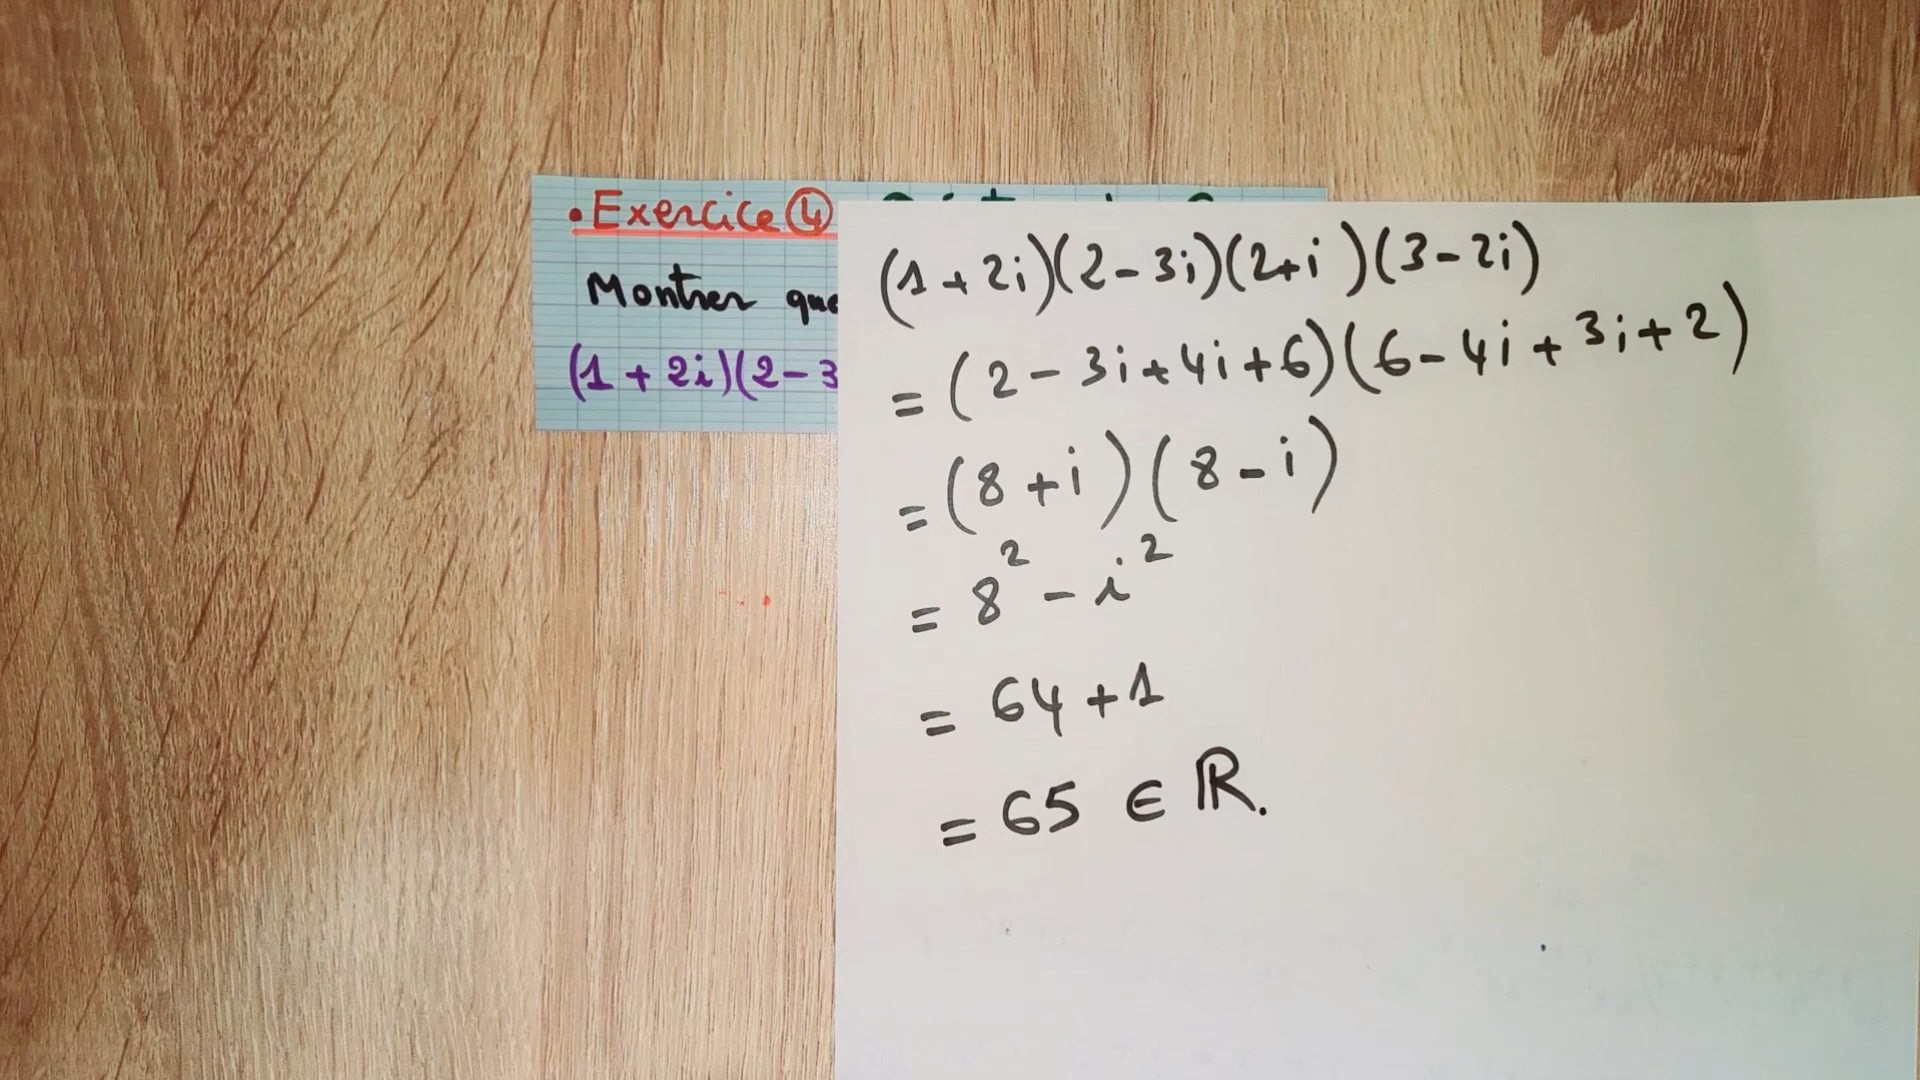 • Exercice ④
Montrer que
(1 + 2i)(2 - 3
(1 + 2i)(2 - 3i)(2+i)(3 - 2i)
= (2 - 3i + 4i + 6)(6 - 4i + 3i + 2)
= (8 + i)(8 - i)
= 8² - i²
= 64 + 1
= 65 ∈ ℝ.